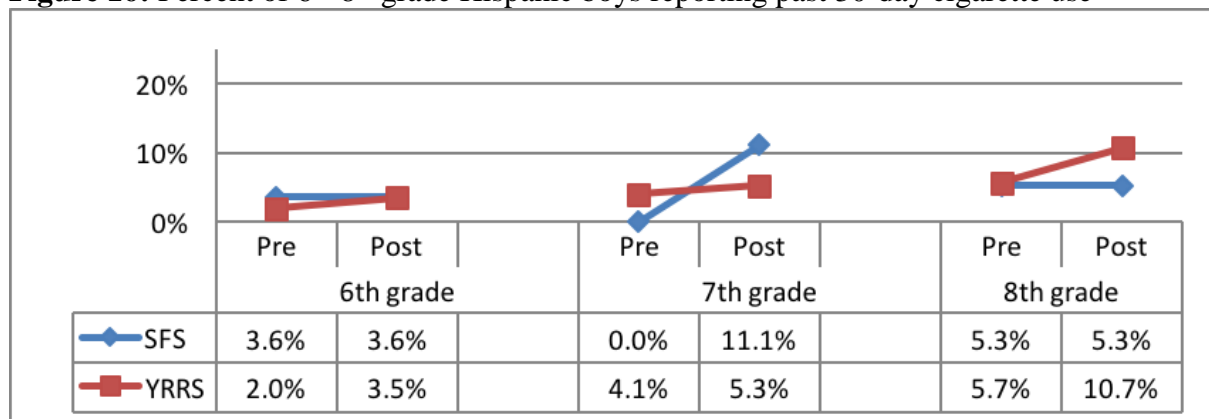 20%
10%
0%
Pre Post Pre Post Pre Post
6th grade 7th grade 8th grade
SFS 3.6% 3.6% 0.0% 11.1% 5.3% 5.3%
YRRS 2.0% 3.5% 4.1% 5.3% 5.7% 10.7%